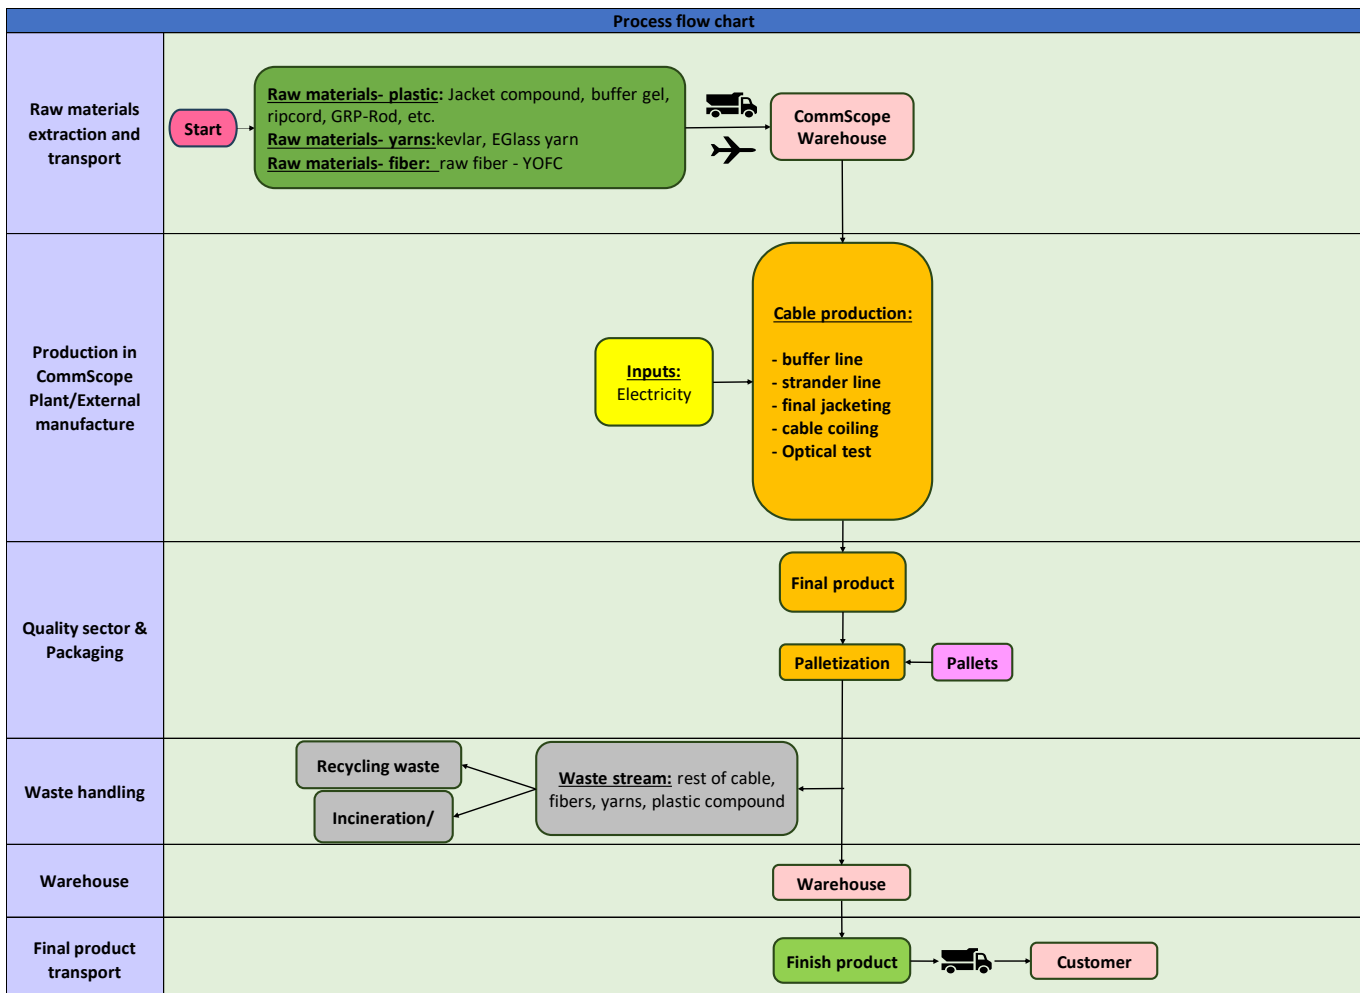 Process flow chart
Raw materials
extraction and
transport
Start
Raw materials- plastic: Jacket compound, buffer gel,
ripcord, GRP-Rod, etc.
Raw materials- yarns:kevlar, EGlass yarn
Raw materials- fiber: raw fiber - YOFC
CommScope
Warehouse
Production in
CommScope
Plant/External
manufacture
Inputs:
Electricity
Cable production:
- buffer line
- strander line
- final jacketing
- cable coiling
- Optical test
Quality sector &
Packaging
Final product
Palletization
Pallets
Waste handling
Recycling waste
Incineration/
Waste stream: rest of cable,
fibers, yarns, plastic compound
Warehouse
Warehouse
Final product
transport
Finish product
Customer